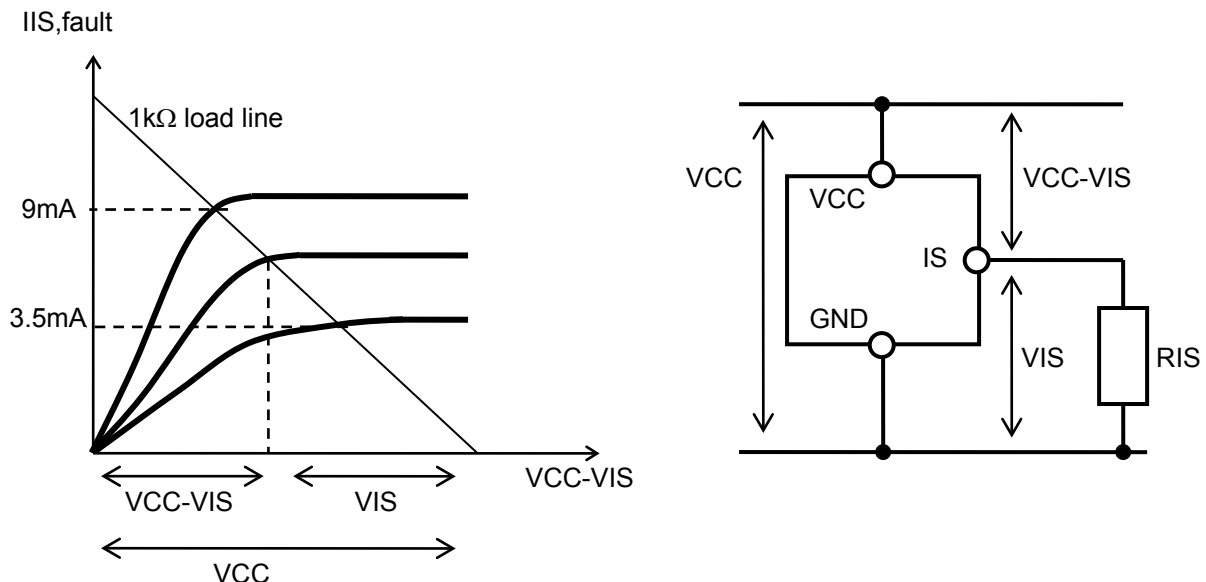 IIS,fault
1kΩ load line
9mA
3.5mA
VCC-VIS
VCC-VIS
VIS
VCC
VCC
VCC
VCC-VIS
IS
GND
VIS
RIS